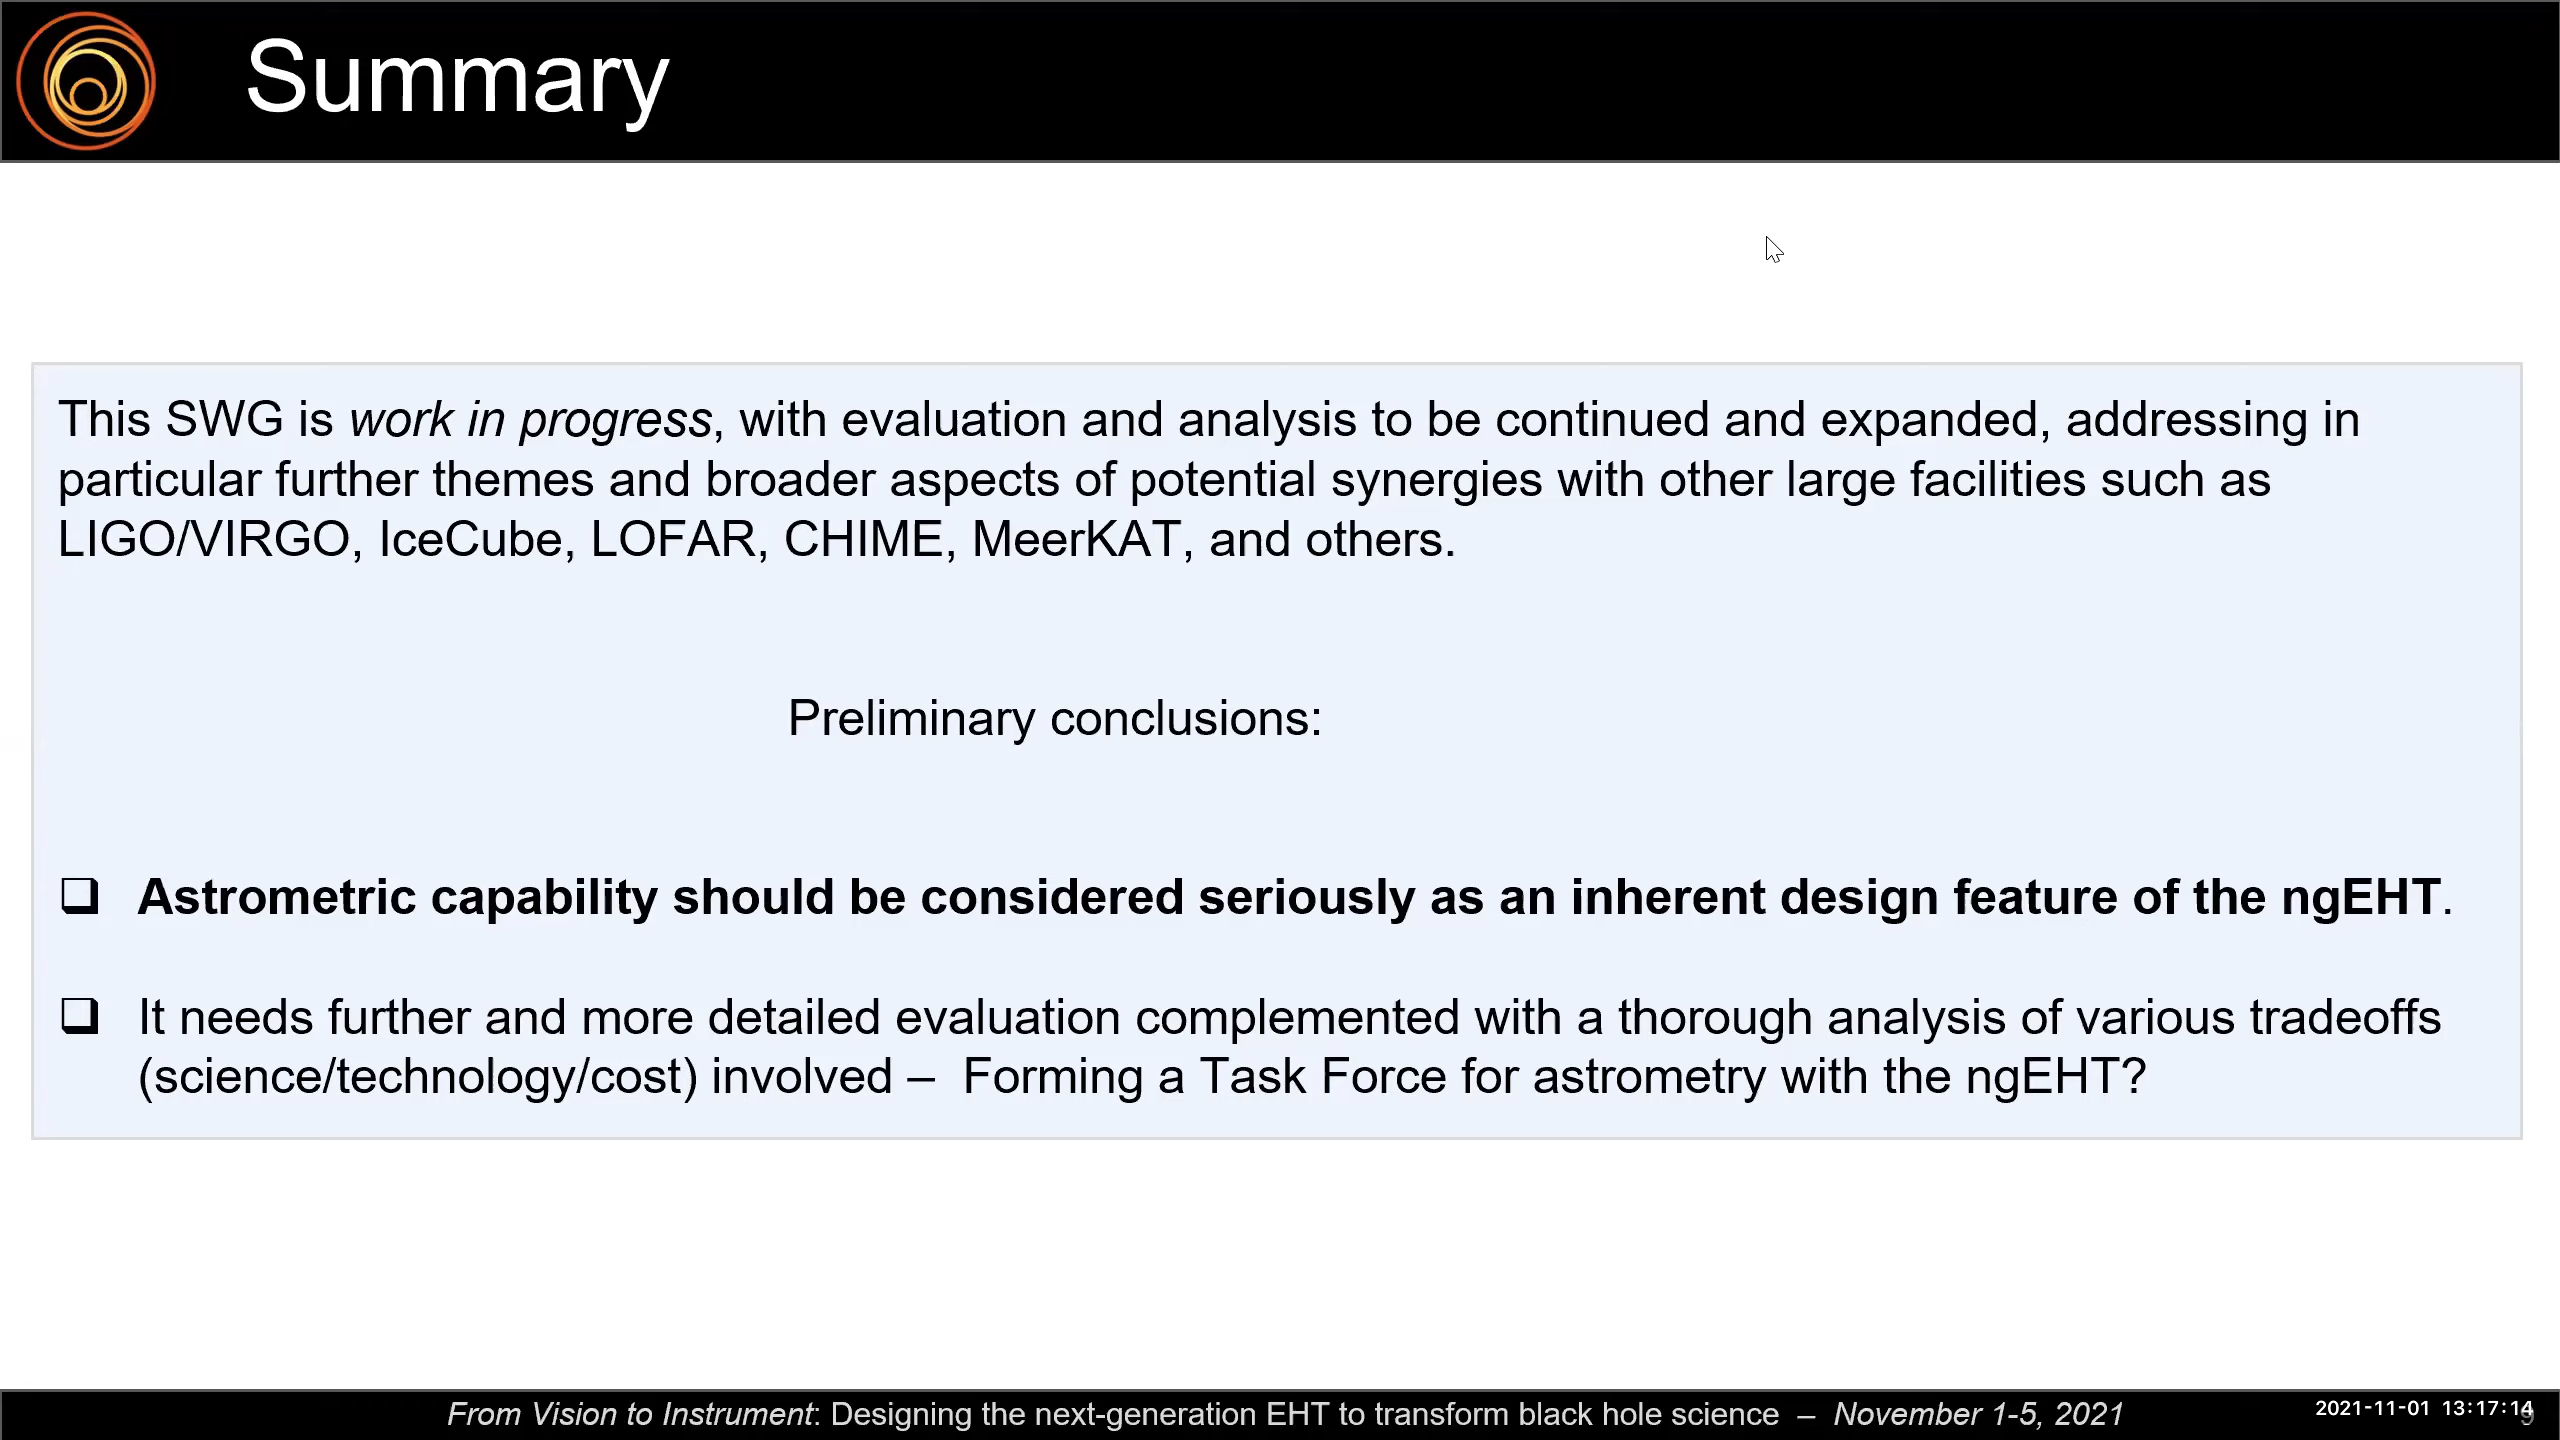 Summary
This SWG is work in progress, with evaluation and analysis to be continued and expanded, addressing in
particular further themes and broader aspects of potential synergies with other large facilities such as
LIGO/VIRGO, IceCube, LOFAR, CHIME, MeerKAT, and others.
Preliminary conclusions:
❑ Astrometric capability should be considered seriously as an inherent design feature of the ngEHT.
❑ It needs further and more detailed evaluation complemented with a thorough analysis of various tradeoffs
(science/technology/cost) involved – Forming a Task Force for astrometry with the ngEHT?
From Vision to Instrument: Designing the next-generation EHT to transform black hole science – November 1-5, 2021
2021-11-01 13:17:14
9